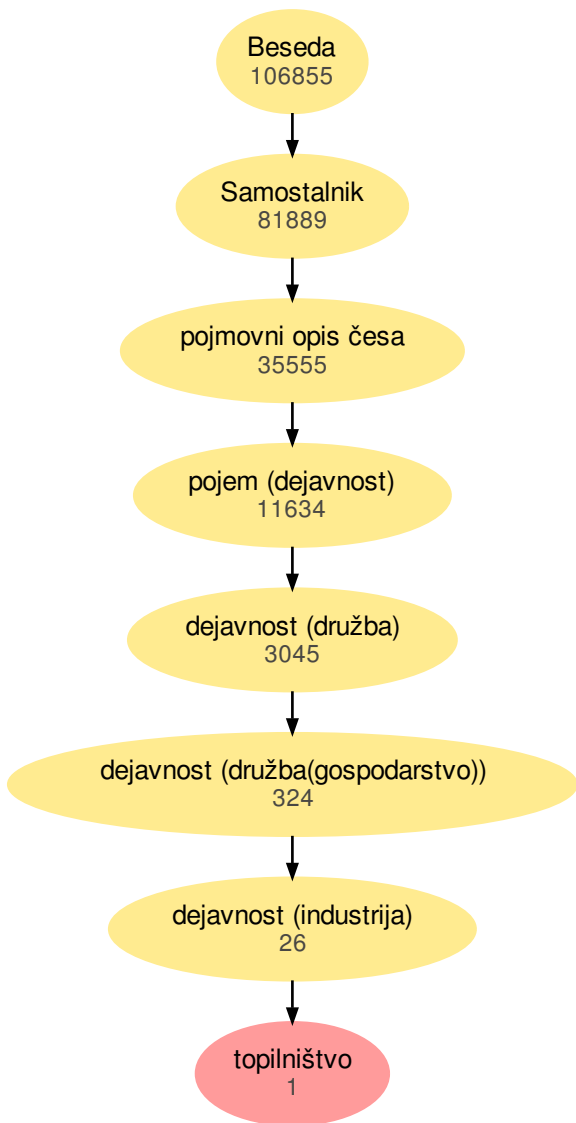 Beseda
106855
Samostalnik
81889
pojmovni opis česa
35555
pojem (dejavnost)
11634
dejavnost (družba)
3045
dejavnost (družba(gospodarstvo))
324
dejavnost (industrija)
26
topilništvo
1